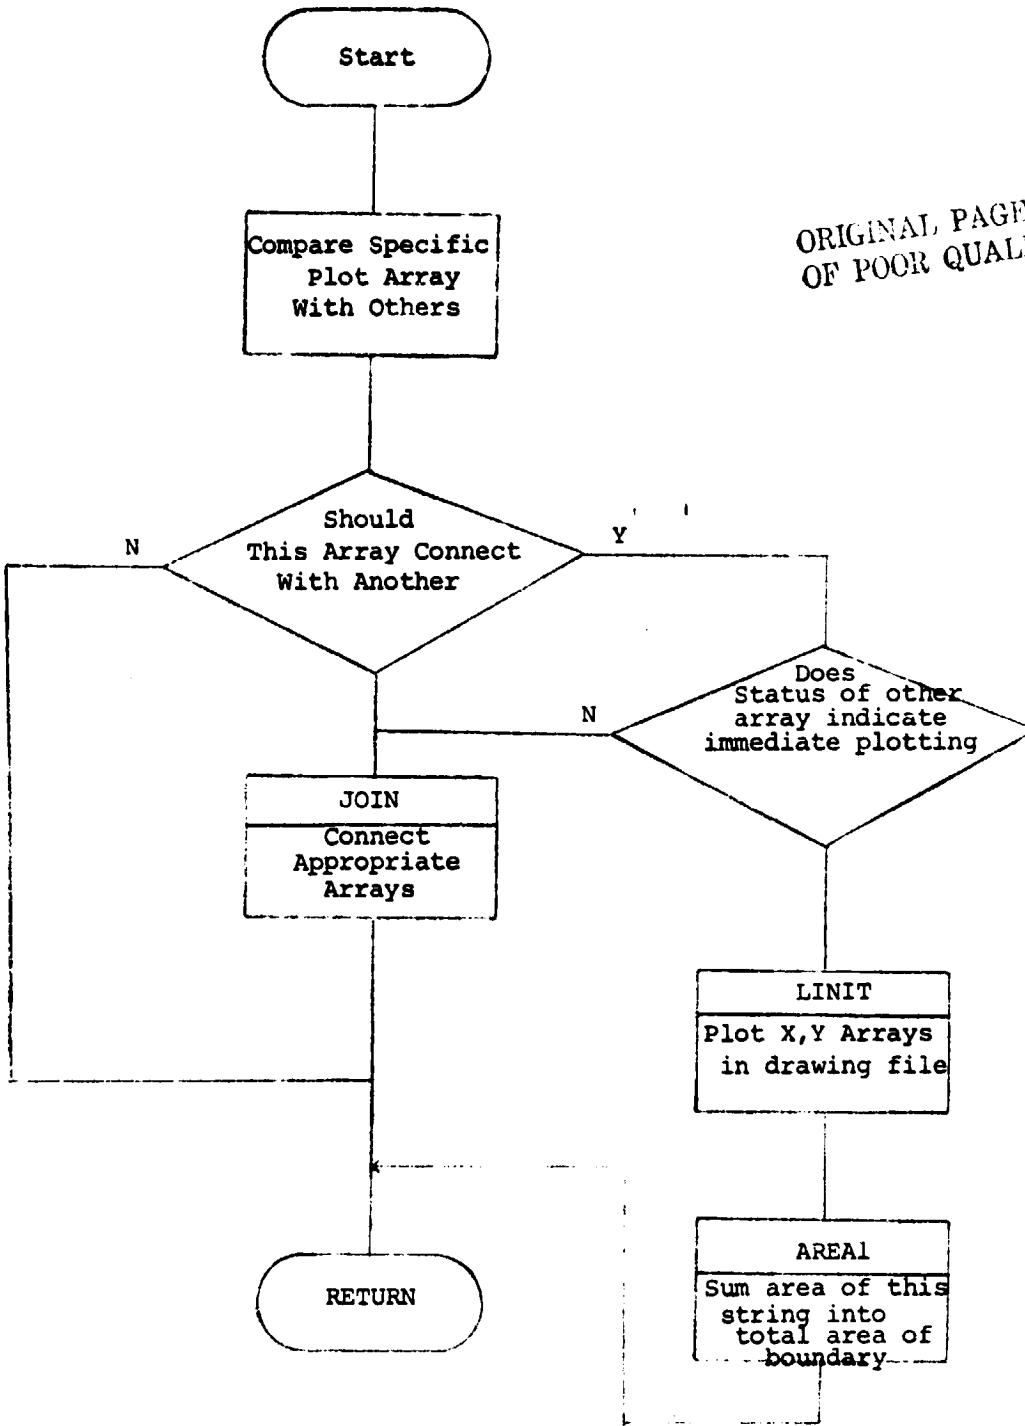 Start
ORIGINAL PAGE
OF POOR QUAL
Compare Specific
Plot Array
With Others
Should
This Array Connect
With Another
N
Y
Does
Status of other
array indicate
immediate plotting
N
JOIN
Connect
Appropriate
Arrays
LINIT
Plot X,Y Arrays
in drawing file
AREA1
Sum area of this
string into
total area of
boundary
RETURN